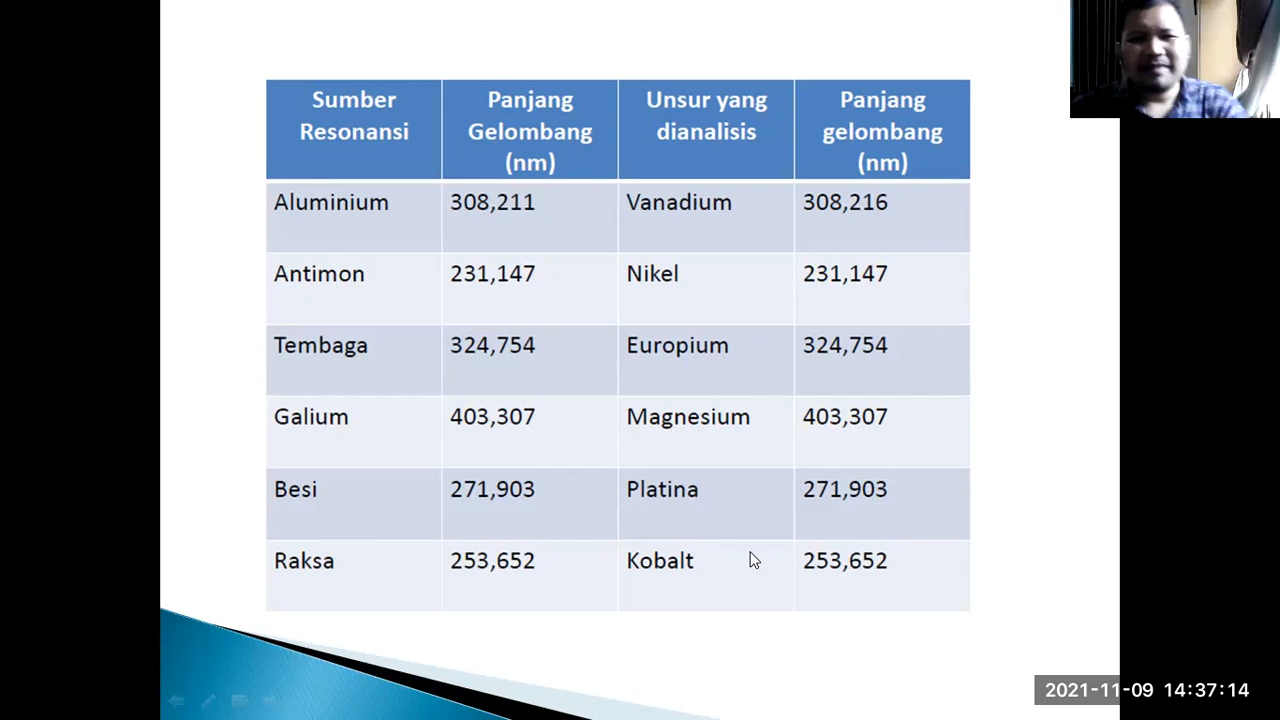 Sumber Resonansi Panjang Gelombang (nm) Unsur yang dianalisis Panjang gelombang (nm)
Aluminium 308,211 Vanadium 308,216
Antimon 231,147 Nikel 231,147
Tembaga 324,754 Europium 324,754
Galium 403,307 Magnesium 403,307
Besi 271,903 Platina 271,903
Raksa 253,652 Kobalt 253,652
2021-11-09 14:37:14